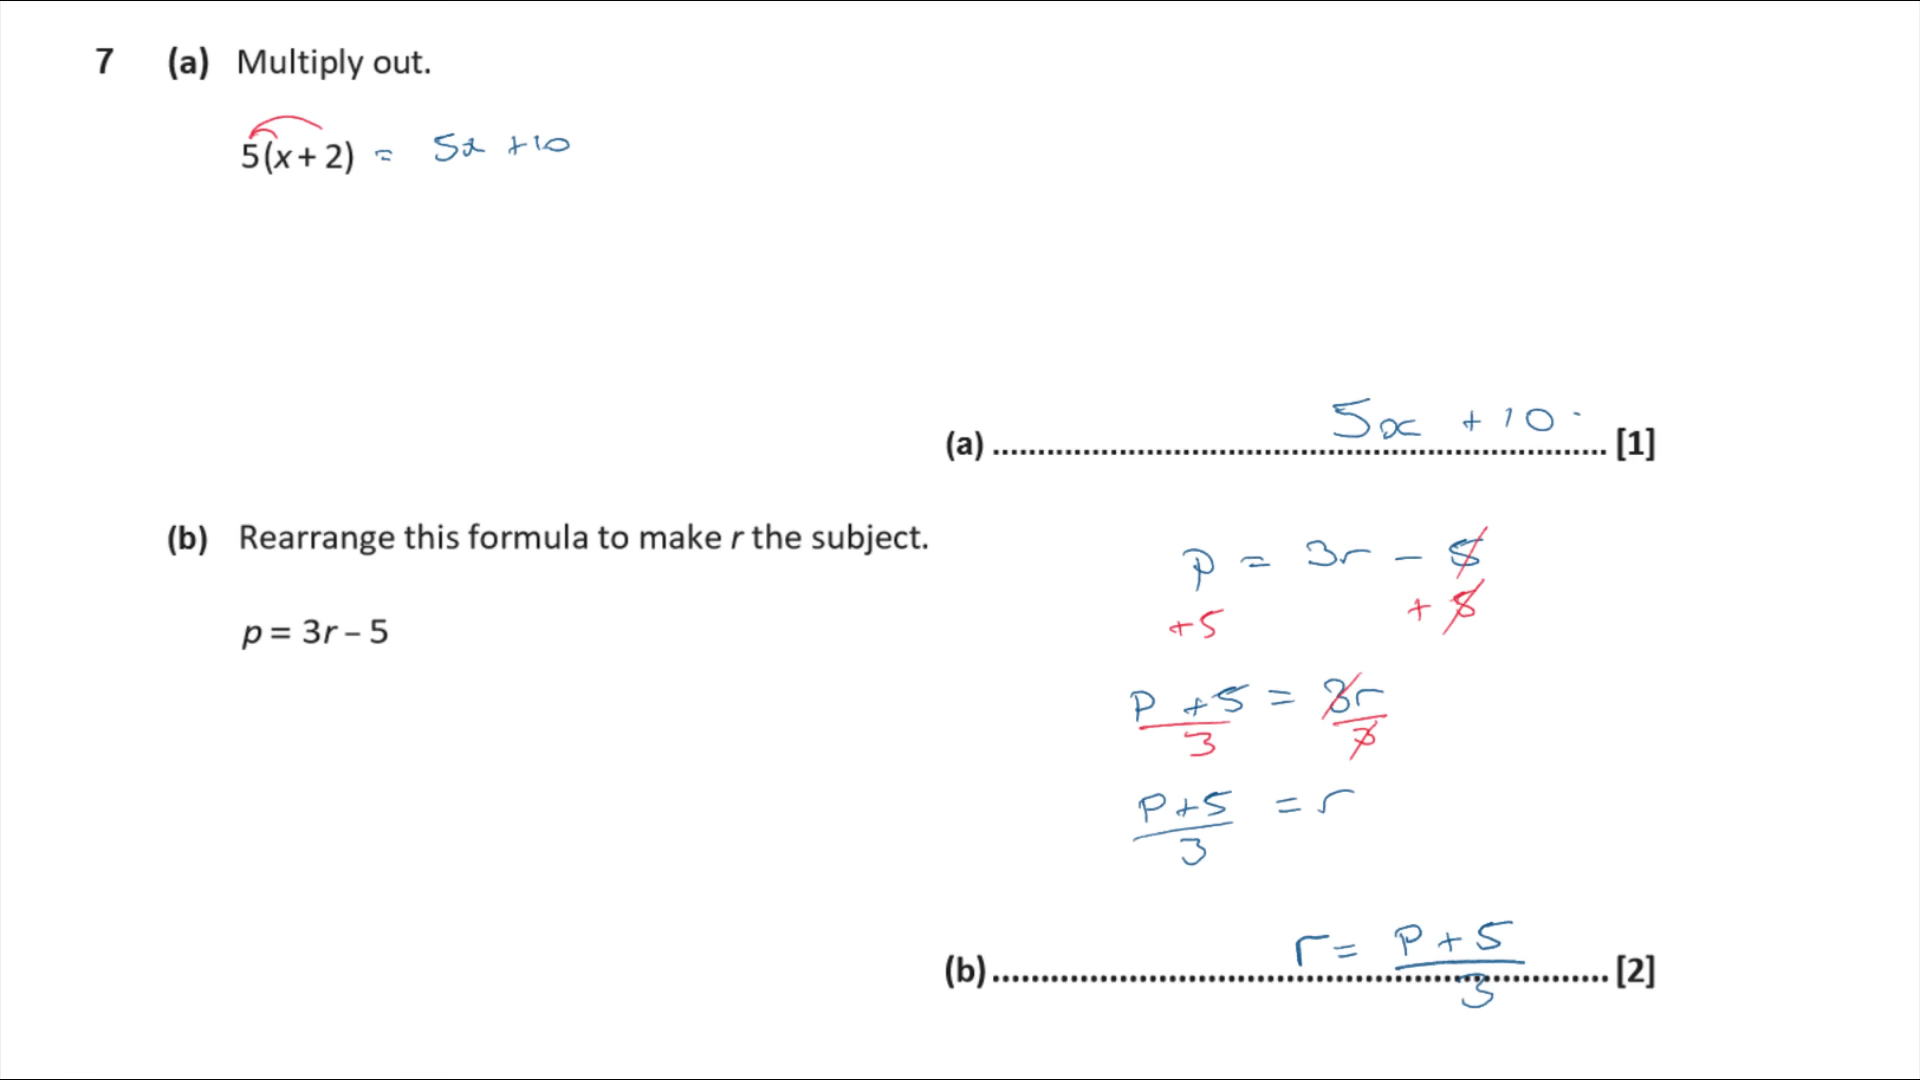 7 (a) Multiply out.
5(x + 2) = 5x + 10
(a) 5x + 10 [1]
(b) Rearrange this formula to make r the subject.
p = 3r – 5
p = 3r – 5
+5 +5
p + 5 = 3r
3 3
p + 5 = r
3
(b) r = p + 5 [2]
3